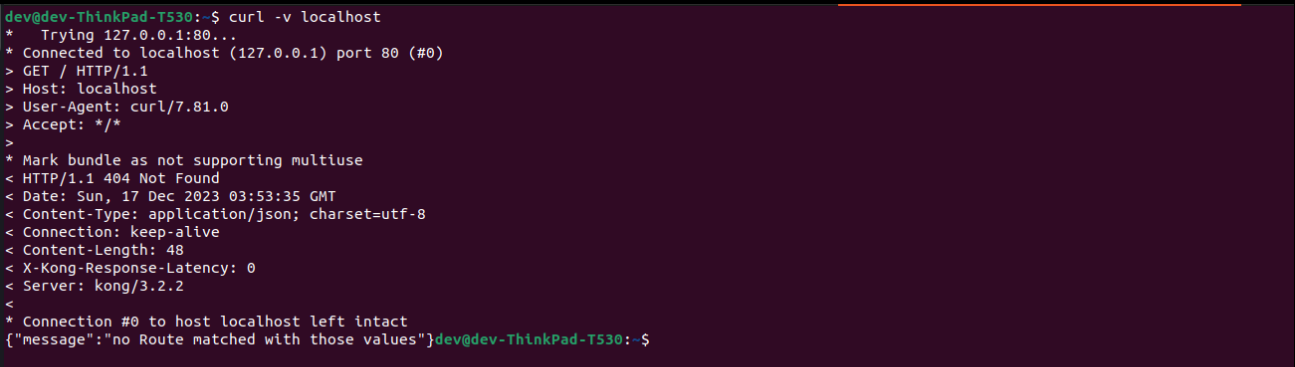 dev@dev-ThinkPad-T530:~$ curl -v localhost
*   Trying 127.0.0.1:80...
* Connected to localhost (127.0.0.1) port 80 (#0)
> GET / HTTP/1.1
> Host: localhost
> User-Agent: curl/7.81.0
> Accept: */*
>
* Mark bundle as not supporting multiuse
< HTTP/1.1 404 Not Found
< Date: Sun, 17 Dec 2023 03:53:35 GMT
< Content-Type: application/json; charset=utf-8
< Connection: keep-alive
< Content-Length: 48
< X-Kong-Response-Latency: 0
< Server: kong/3.2.2
<
* Connection #0 to host localhost left intact
{"message":"no Route matched with those values"}dev@dev-ThinkPad-T530:~$